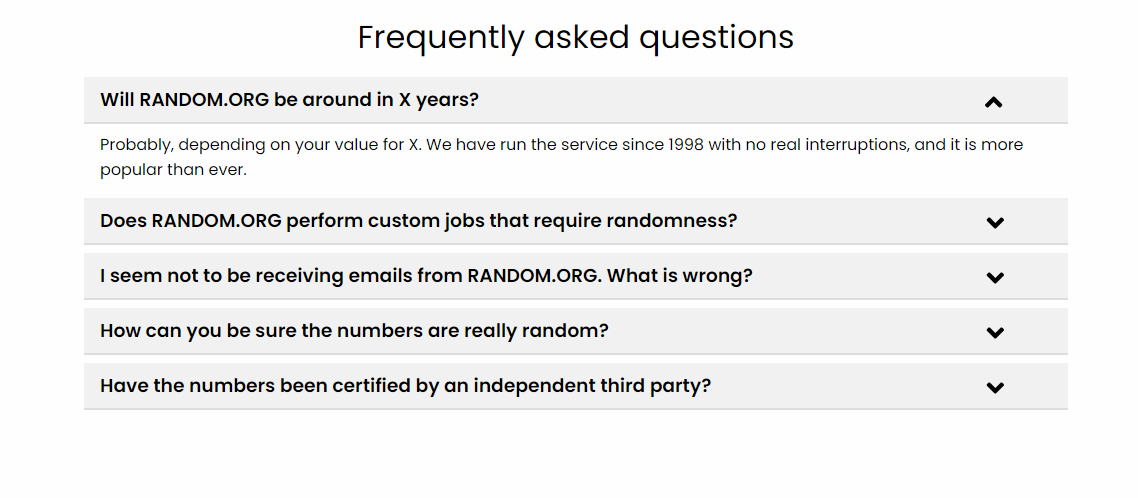 Frequently asked questions
Will RANDOM.ORG be around in X years?
Probably, depending on your value for X. We have run the service since 1998 with no real interruptions, and it is more
popular than ever.
Does RANDOM.ORG perform custom jobs that require randomness?
I seem not to be receiving emails from RANDOM.ORG. What is wrong?
How can you be sure the numbers are really random?
Have the numbers been certified by an independent third party?